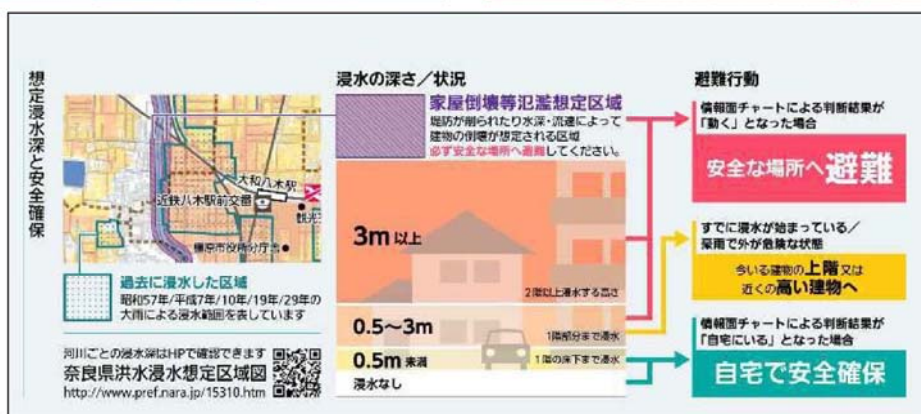 想定浸水深と安全確保
大和八木駅
近鉄八木駅前交番
橿原市役所分庁舎
過去に浸水した区域
昭和57年/平成7年/10年/19年/29年の
大雨による浸水範囲を表しています
河川ごとの浸水深はHPで確認できます
奈良県洪水浸水想定区域図
http://www.pref.nara.jp/15310.htm
浸水の深さ/状況
家屋倒壊等氾濫想定区域
堤防が削られたり水深・流速によって
建物の倒壊が想定される区域
必ず安全な場所へ避難してください。
3m以上
2階以上浸水する高さ
0.5〜3m
1階部分まで浸水
0.5m未満
1階の床下まで浸水
浸水なし
避難行動
情報面チャートによる判断結果が
「動く」となった場合
安全な場所へ避難
すでに浸水が始まっている/
豪雨で外が危険な状態
今いる建物の上階又は
近くの高い建物へ
情報面チャートによる判断結果が
「自宅にいる」となった場合
自宅で安全確保